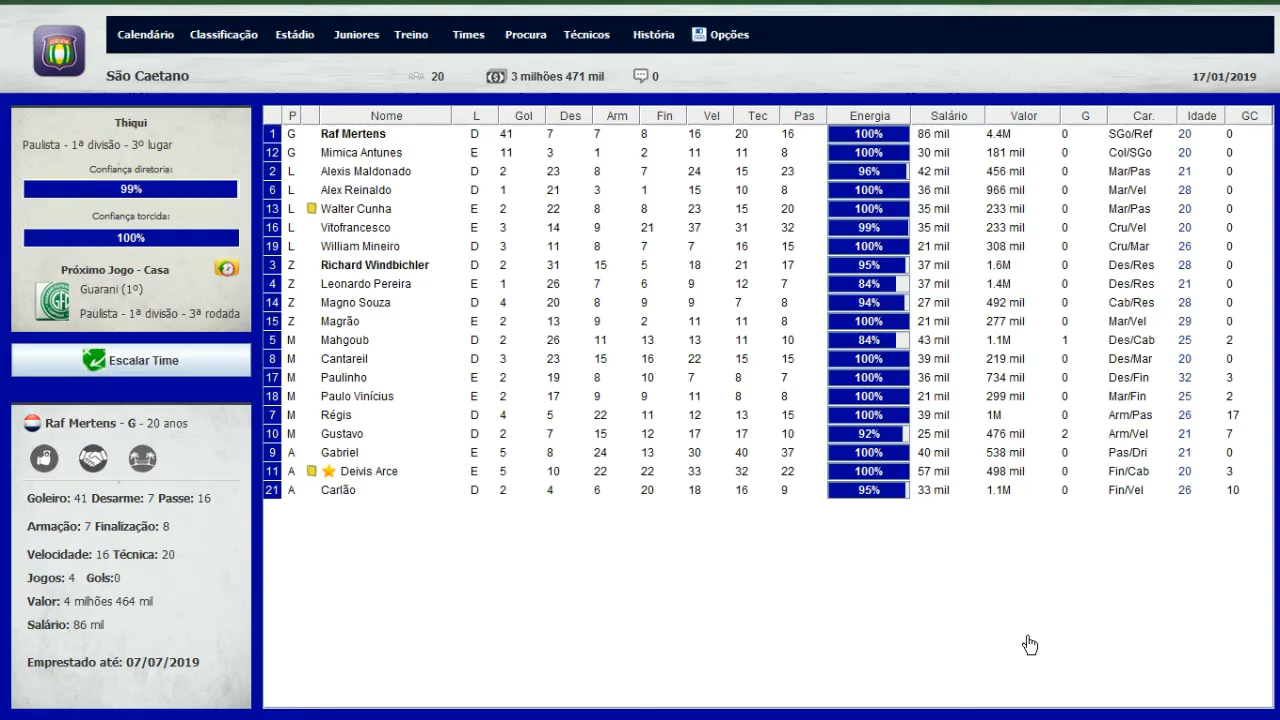 Calendário Classificação Estádio Juniores Treino Times Procura Técnicos História Opções
São Caetano 20 3 milhões 471 mil 0 17/01/2019
Thiqui
Paulista - 1ª divisão - 3º lugar
Confiança diretoria:
99%
Confiança torcida:
100%
Próximo Jogo - Casa
Guarani (1º)
Paulista - 1ª divisão - 3ª rodada
Escalar Time
Raf Mertens - G - 20 anos
Goleiro: 41 Desarme: 7 Passe: 16
Armação: 7 Finalização: 8
Velocidade: 16 Técnica: 20
Jogos: 4 Gols:0
Valor: 4 milhões 464 mil
Salário: 86 mil
Emprestado até: 07/07/2019
P Nome L Gol Des Arm Fin Vel Tec Pas Energia Salário Valor G Car. Idade GC
1 G Raf Mertens D 41 7 7 8 16 20 16 100% 86 mil 4.4M 0 SGo/Ref 20 0
12 G Mimica Antunes E 11 3 1 2 11 11 8 100% 30 mil 181 mil 0 Col/SGo 20 0
2 L Alexis Maldonado D 2 23 8 7 24 15 23 96% 42 mil 456 mil 0 Mar/Pas 21 0
6 L Alex Reinaldo D 1 21 3 1 15 10 8 100% 36 mil 966 mil 0 Mar/Vel 28 0
13 L Walter Cunha E 2 22 8 8 23 15 20 100% 35 mil 233 mil 0 Mar/Pas 20 0
16 L Vitofrancesco E 3 14 9 21 37 31 32 99% 35 mil 233 mil 0 Cru/Vel 20 0
19 L William Mineiro D 3 11 8 7 7 16 15 100% 21 mil 308 mil 0 Cru/Mar 26 0
3 Z Richard Windbichler D 2 31 15 5 18 21 17 95% 37 mil 1.6M 0 Des/Res 28 0
4 Z Leonardo Pereira E 1 26 7 6 9 12 7 84% 37 mil 1.4M 0 Des/Res 21 0
14 Z Magno Souza D 4 20 8 9 9 7 8 94% 27 mil 492 mil 0 Cab/Res 28 0
15 Z Magrão E 2 13 9 2 11 11 8 100% 21 mil 277 mil 0 Mar/Vel 29 0
5 M Mahgoub D 2 26 11 13 13 11 10 84% 43 mil 1.1M 1 Des/Cab 25 2
8 M Cantareil D 3 23 15 16 22 15 15 100% 39 mil 219 mil 0 Des/Mar 20 0
17 M Paulinho E 2 19 8 10 7 8 7 100% 36 mil 734 mil 0 Des/Fin 32 3
18 M Paulo Vinícius E 2 17 9 9 11 8 8 100% 21 mil 299 mil 0 Mar/Fin 25 2
7 M Régis D 4 5 22 11 12 13 15 100% 39 mil 1M 0 Arm/Pas 26 17
10 M Gustavo D 2 7 15 12 17 17 10 92% 25 mil 476 mil 2 Arm/Vel 21 7
9 A Gabriel E 5 8 24 13 30 40 37 100% 40 mil 538 mil 0 Pas/Dri 21 0
11 A Deivis Arce E 5 10 22 22 33 32 22 100% 57 mil 498 mil 0 Fin/Cab 20 3
21 A Carlão D 2 4 6 20 18 16 9 95% 33 mil 1.1M 0 Fin/Vel 26 10